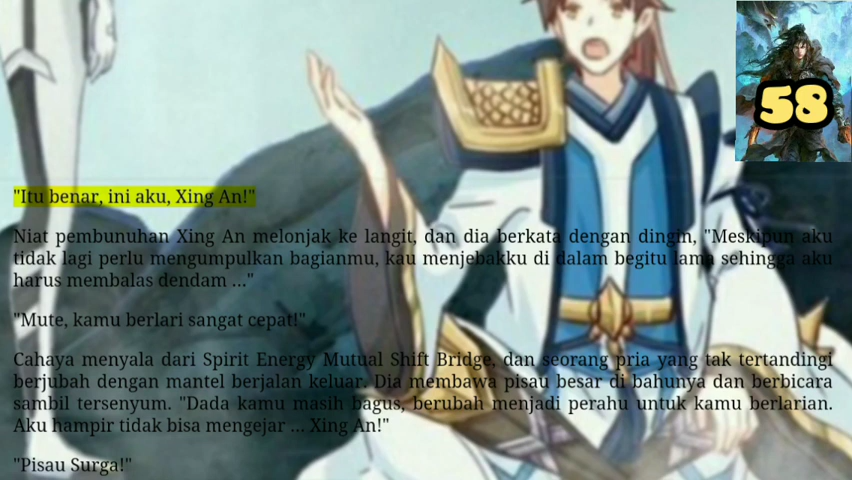 58
"Itu benar, ini aku, Xing An!"
Niat pembunuhan Xing An melonjak ke langit, dan dia berkata dengan dingin, "Meskipun aku
tidak lagi perlu mengumpulkan bagianmu, kau menjebakku di dalam begitu lama sehingga aku
harus membalas dendam ..."
"Mute, kamu berlari sangat cepat!"
Cahaya menyala dari Spirit Energy Mutual Shift Bridge, dan seorang pria yang tak tertandingi
berjubah dengan mantel berjalan keluar. Dia membawa pisau besar di bahunya dan berbicara
sambil tersenyum. "Dada kamu masih bagus, berubah menjadi perahu untuk kamu berlarian.
Aku hampir tidak bisa mengejar ... Xing An!"
"Pisau Surga!"